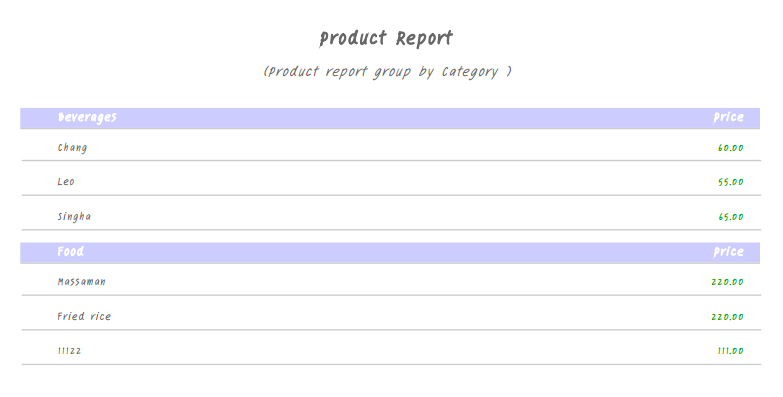 Product Report
(Product report group by Category )
Beverages Price
Chang 60.00
Leo 55.00
Singha 65.00
Food Price
Massaman 220.00
Fried rice 220.00
11122 111.00